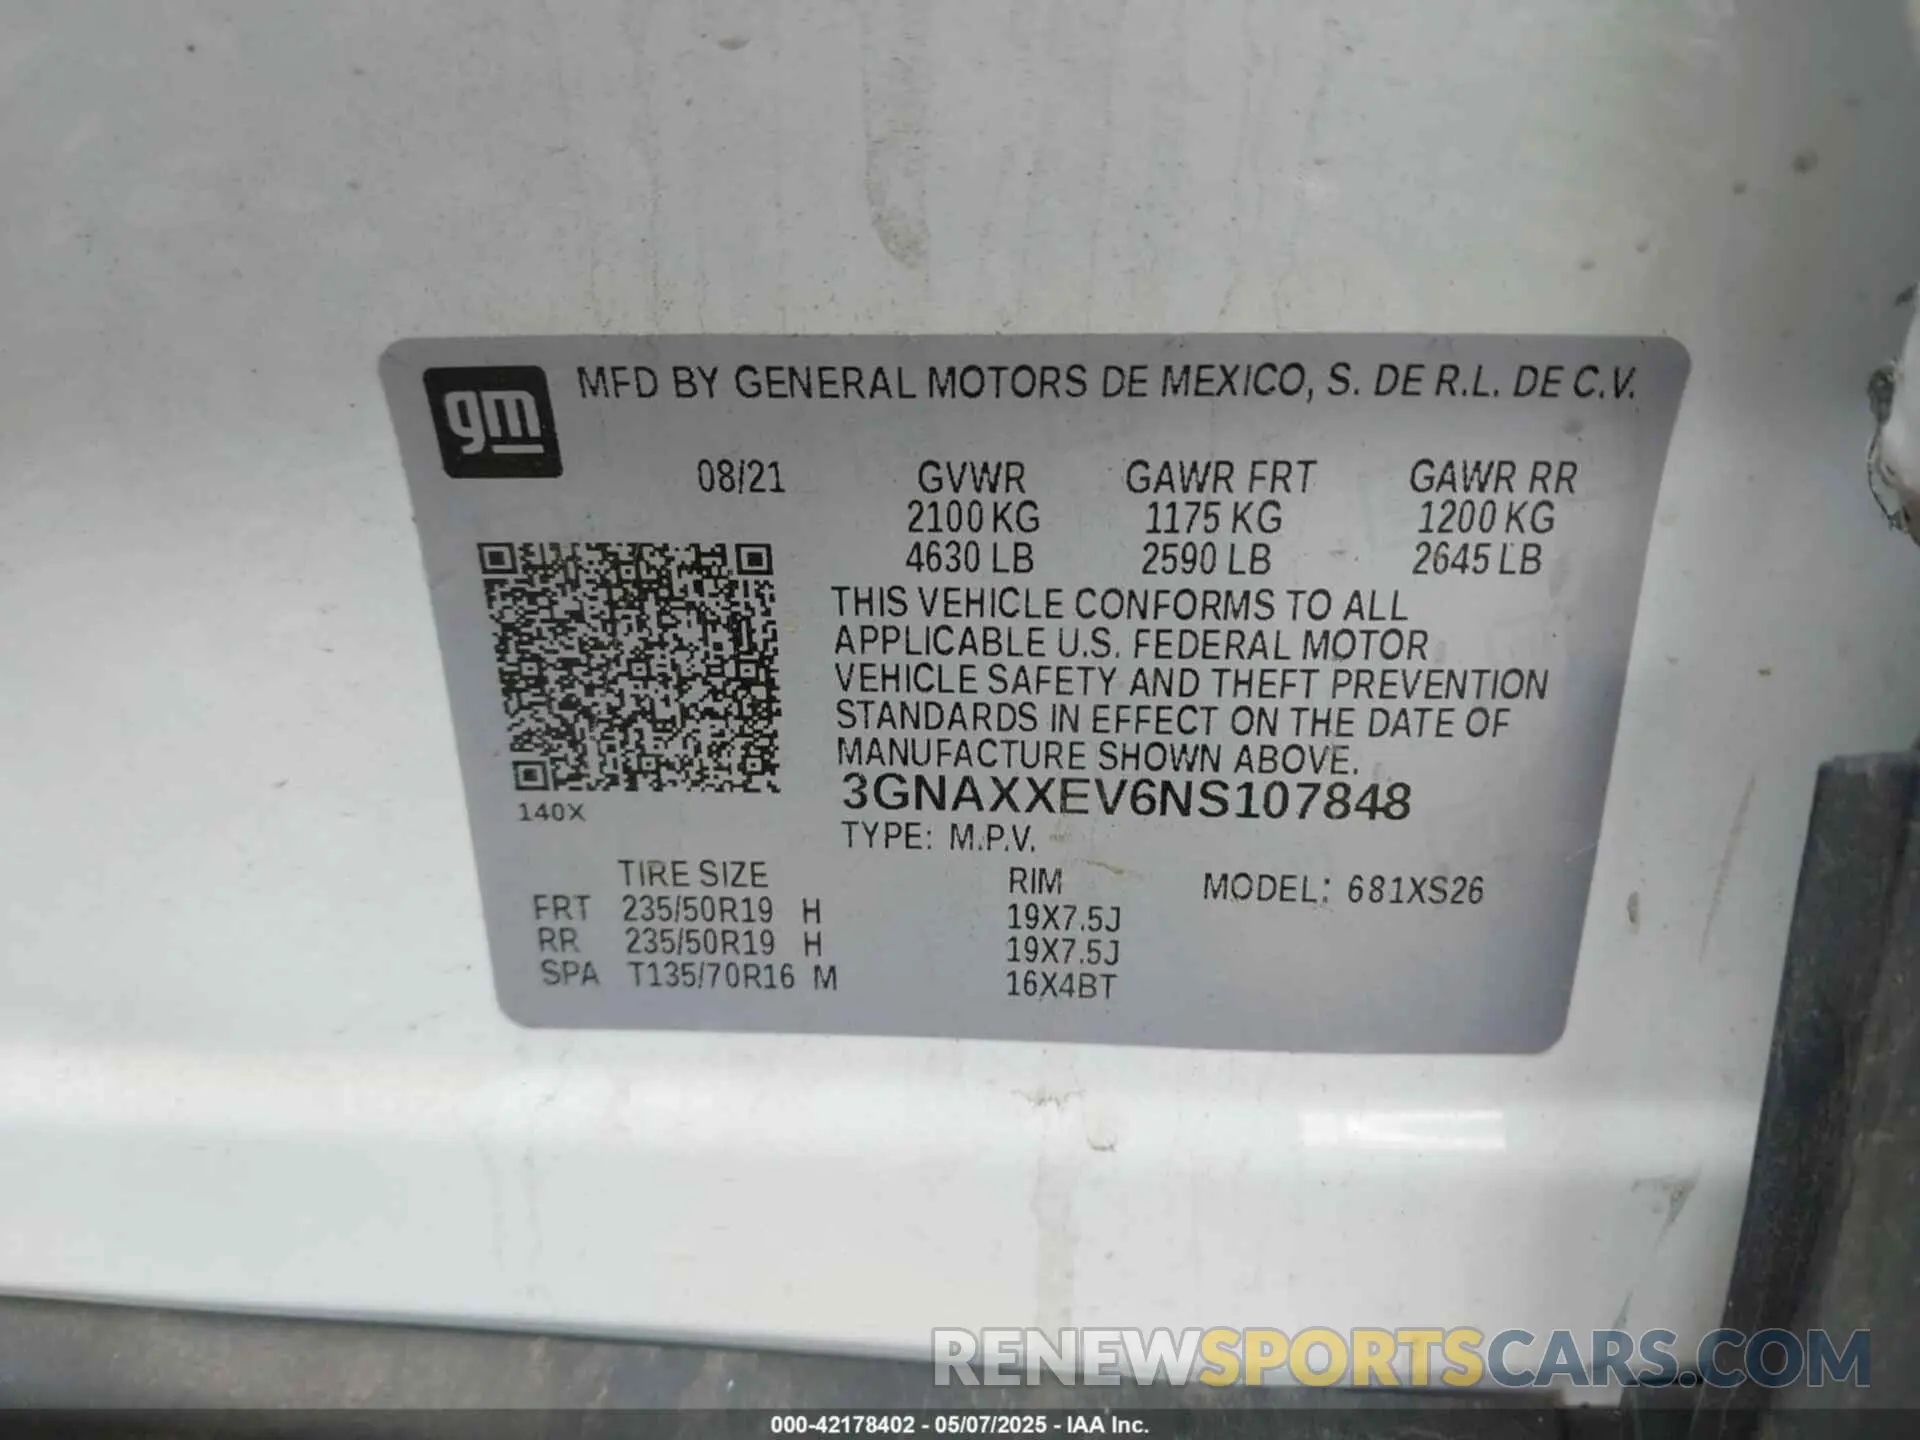 gm
MFD BY GENERAL MOTORS DE MEXICO, S. DE R.L. DE C.V.
08/21 GVWR GAWR FRT GAWR RR
2100 KG 1175 KG 1200 KG
4630 LB 2590 LB 2645 LB
THIS VEHICLE CONFORMS TO ALL
APPLICABLE U.S. FEDERAL MOTOR
VEHICLE SAFETY AND THEFT PREVENTION
STANDARDS IN EFFECT ON THE DATE OF
MANUFACTURE SHOWN ABOVE.
3GNAXXEV6NS107848
140X
TYPE: M.P.V.
TIRE SIZE RIM MODEL: 681XS26
FRT 235/50R19 H 19X7.5J
RR 235/50R19 H 19X7.5J
SPA T135/70R16 M 16X4BT
RENEWSPORTSCARS.COM
000-42178402 - 05/07/2025 - IAA Inc.